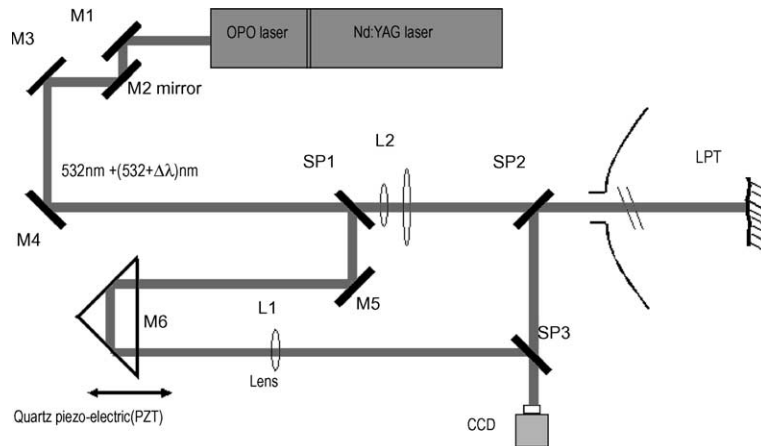 M1
OPO laser
Nd:YAG laser
M3
M2 mirror
532nm +(532+Δλ)nm
SP1
L2
SP2
LPT
M4
M5
M6
L1
SP3
Lens
Quartz piezo-electric(PZT)
CCD